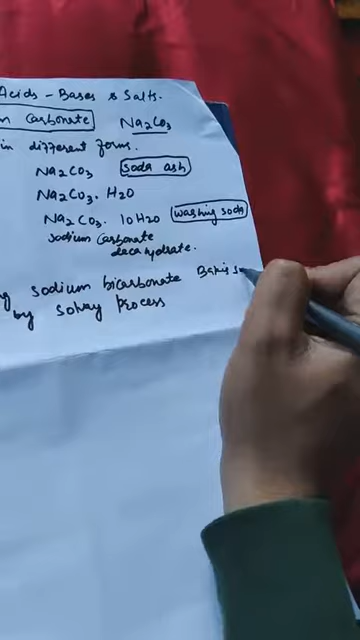 Acids - Bases & Salts.
m Carbonate Na2CO3
in different forms.
Na2CO3 Soda ash
Na2CO3. H2O
Na2CO3. 10H2O washing soda
Sodium Carbonate
decahydrate.
g sodium bicarbonate Bakis s
by solvay Process